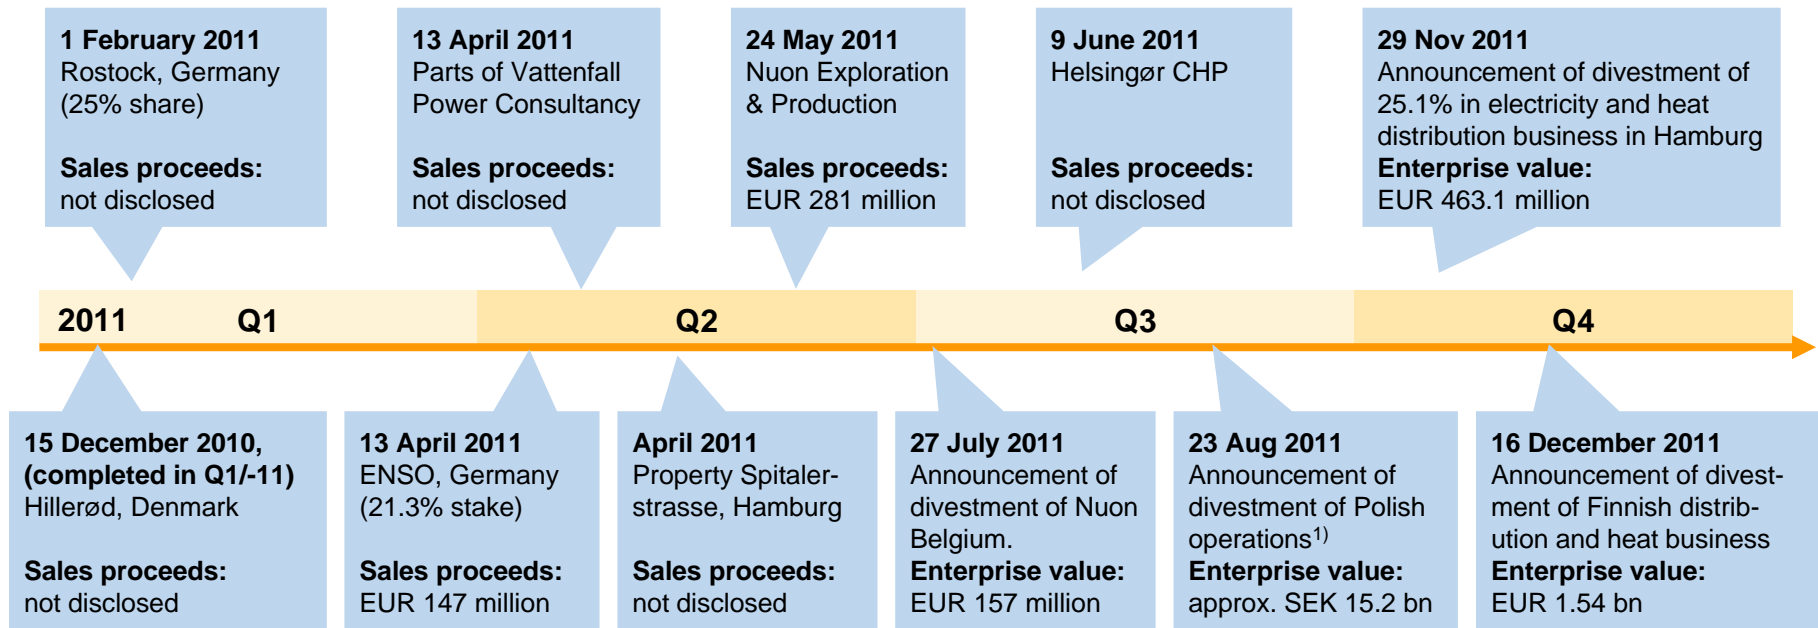 1 February 2011
Rostock, Germany
(25% share)
Sales proceeds:
not disclosed
13 April 2011
Parts of Vattenfall
Power Consultancy
Sales proceeds:
not disclosed
24 May 2011
Nuon Exploration
& Production
Sales proceeds:
EUR 281 million
9 June 2011
Helsingør CHP
Sales proceeds:
not disclosed
29 Nov 2011
Announcement of divestment of
25.1% in electricity and heat
distribution business in Hamburg
Enterprise value:
EUR 463.1 million
2011 Q1 Q2 Q3 Q4
15 December 2010,
(completed in Q1/-11)
Hillerød, Denmark
Sales proceeds:
not disclosed
13 April 2011
ENSO, Germany
(21.3% stake)
Sales proceeds:
EUR 147 million
April 2011
Property Spitaler-
strasse, Hamburg
Sales proceeds:
not disclosed
27 July 2011
Announcement of
divestment of Nuon
Belgium.
Enterprise value:
EUR 157 million
23 Aug 2011
Announcement of
divestment of Polish
operations1)
Enterprise value:
approx. SEK 15.2 bn
16 December 2011
Announcement of divest-
ment of Finnish distrib-
ution and heat business
Enterprise value:
EUR 1.54 bn